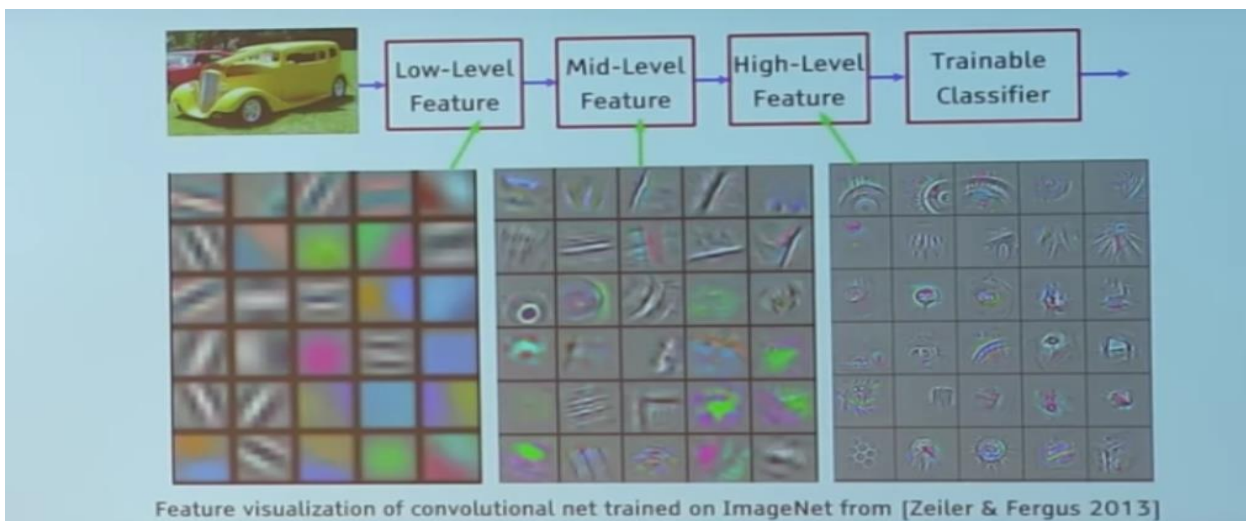 Low-Level
Feature
Mid-Level
Feature
High-Level
Feature
Trainable
Classifier
Feature visualization of convolutional net trained on ImageNet from [Zeiler & Fergus 2013]